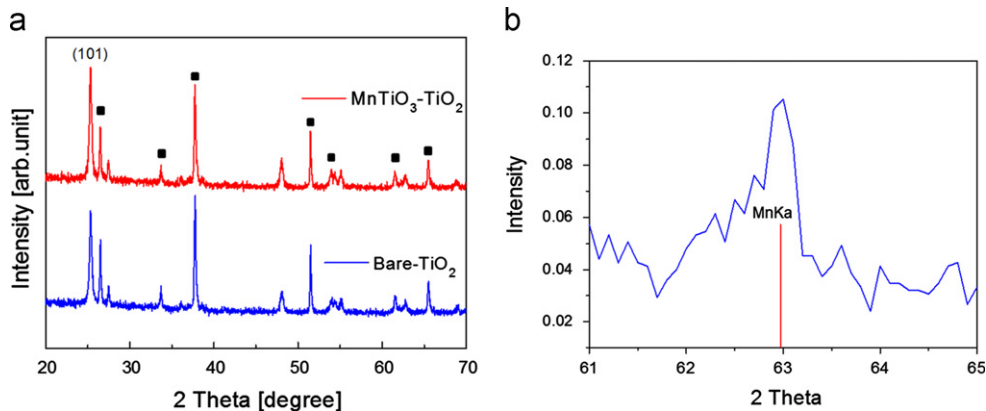 a
(101)
MnTiO₃-TiO₂
Bare-TiO₂
Intensity [arb.unit]
20 30 40 50 60 70
2 Theta [degree]
b
0.12
0.10
0.08
0.06
0.04
0.02
Intensity
MnKa
61 62 63 64 65
2 Theta